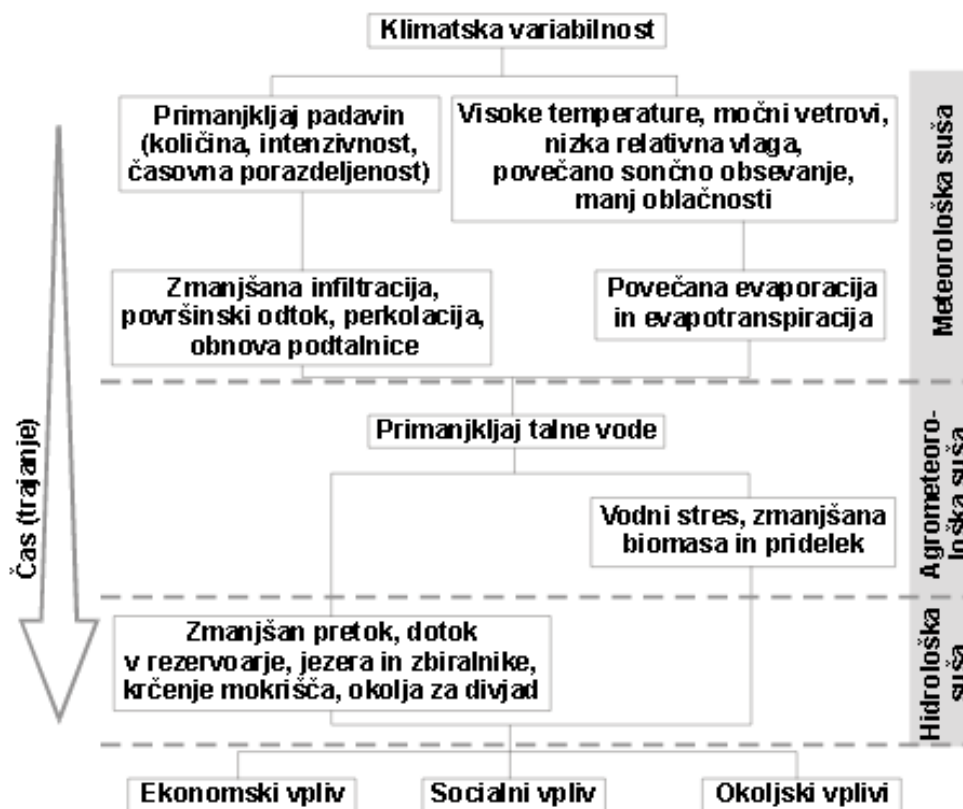 Klimatska variabilnost
Primanjkljaj padavin
(količina, intenzivnost,
časovna porazdeljenost)
Visoke temperature, močni vetrovi,
nizka relativna vlaga,
povečano sončno obsevanje,
manj oblačnosti
Zmanjšana infiltracija,
površinski odtok, perkolacija,
obnova podtalnice
Povečana evaporacija
in evapotranspiracija
Meteorološka suša
Primanjkljaj talne vode
Vodni stres, zmanjšana
biomasa in pridelek
Agrometeoro-
loška suša
Čas (trajanje)
Zmanjšan pretok, dotok
v rezervoarje, jezera in zbiralnike,
krčenje mokrišča, okolja za divjad
Hidrološka
suša
Ekonomski vpliv
Socialni vpliv
Okoljski vplivi